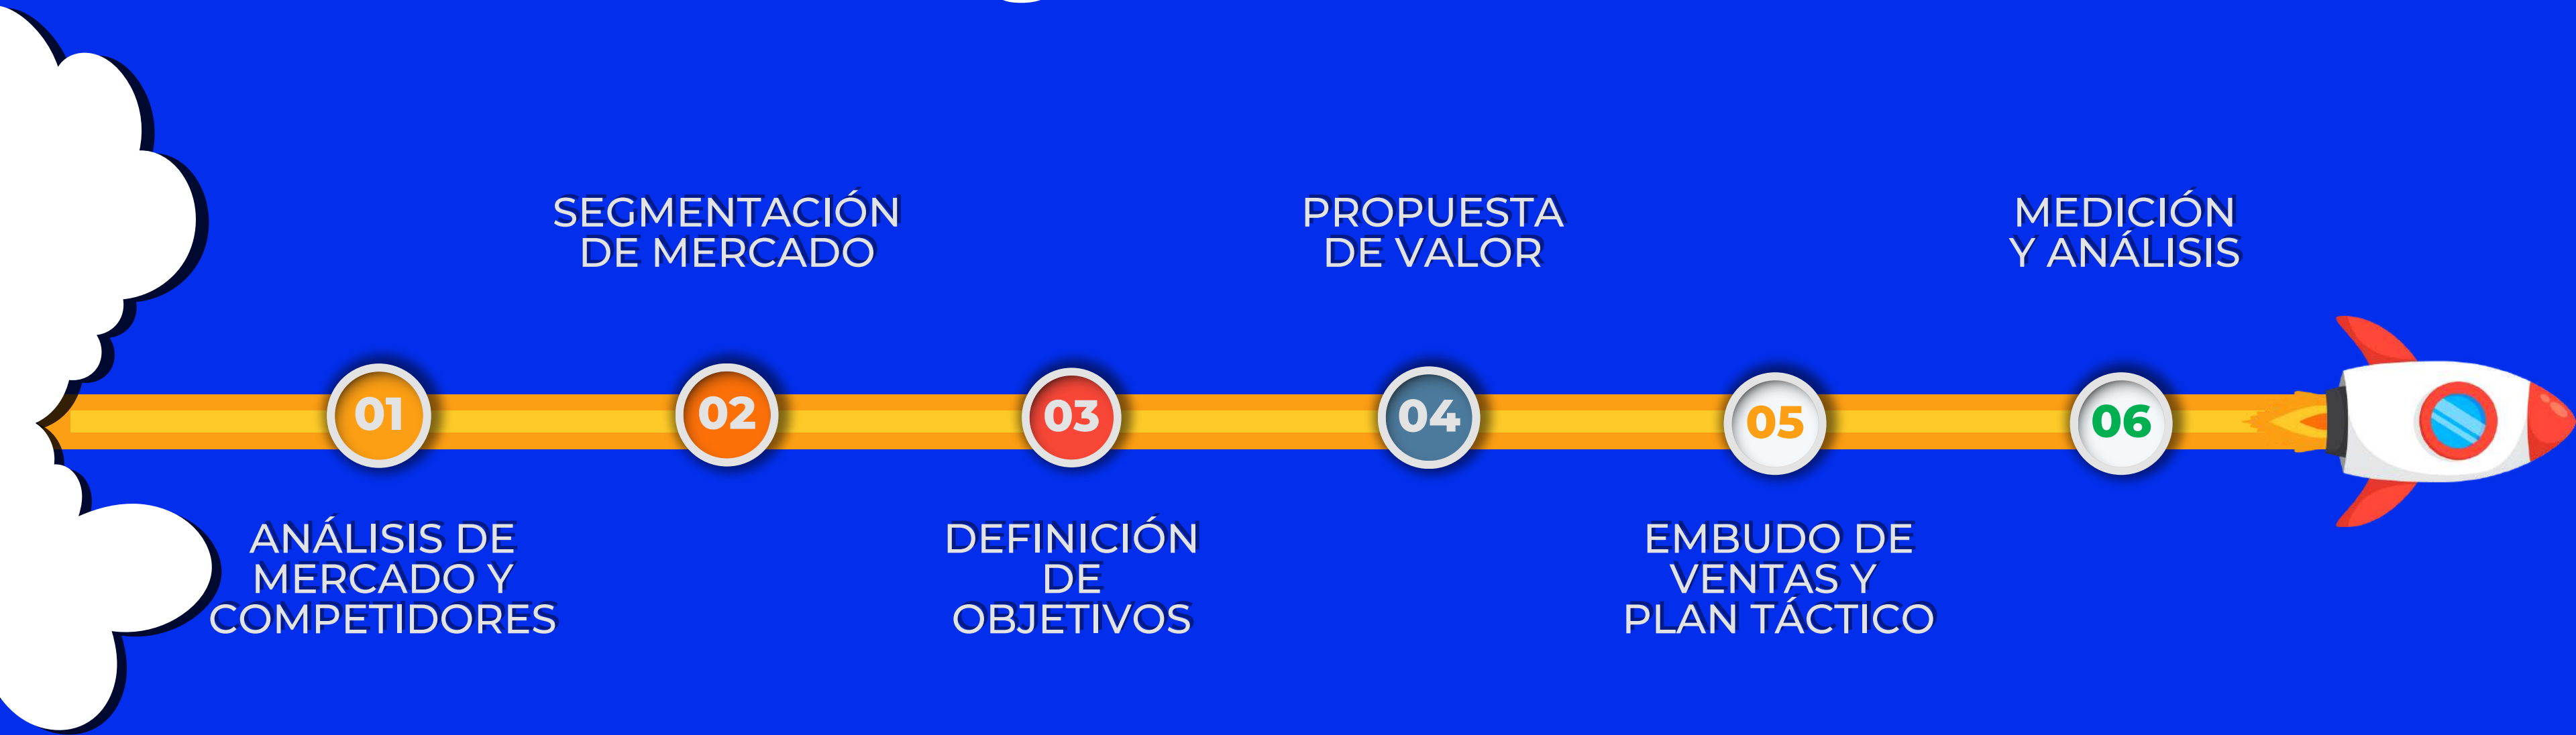 01
ANÁLISIS DE
MERCADO Y
COMPETIDORES
02
SEGMENTACIÓN
DE MERCADO
03
DEFINICIÓN
DE
OBJETIVOS
04
PROPUESTA
DE VALOR
05
EMBUDO DE
VENTAS Y
PLAN TÁCTICO
06
MEDICIÓN
Y ANÁLISIS